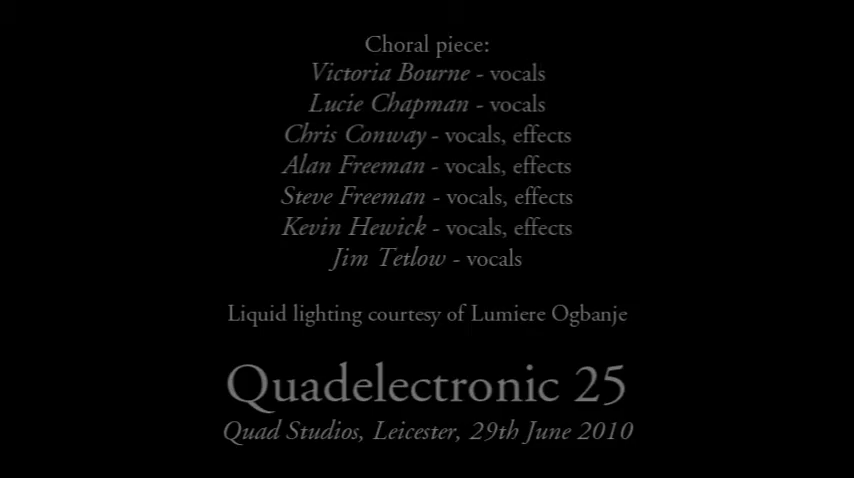 Choral piece:
Victoria Bourne - vocals
Lucie Chapman - vocals
Chris Conway - vocals, effects
Alan Freeman - vocals, effects
Steve Freeman - vocals, effects
Kevin Hewick - vocals, effects
Jim Tetlow - vocals
Liquid lighting courtesy of Lumiere Ogbanje
Quadelectronic 25
Quad Studios, Leicester, 29th June 2010